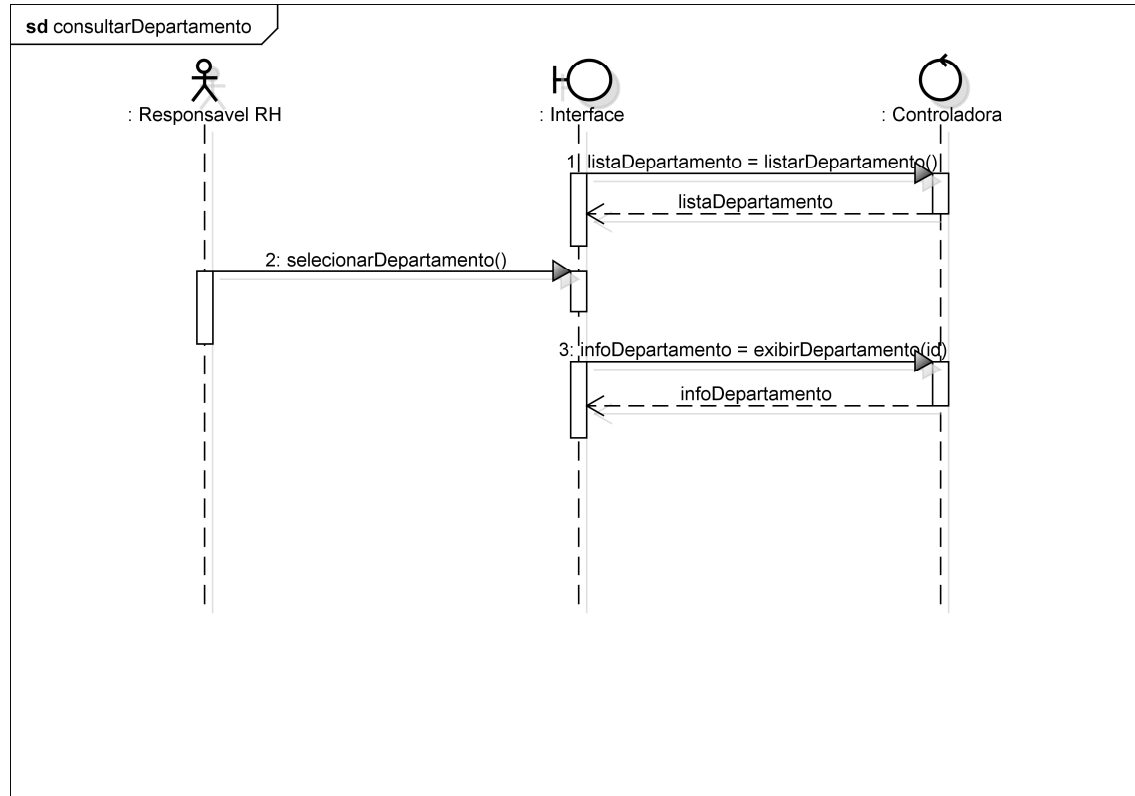 sd consultarDepartamento
: Responsavel RH
: Interface
: Controladora
1: listaDepartamento = listarDepartamento()
listaDepartamento
2: selecionarDepartamento()
3: infoDepartamento = exibirDepartamento(id)
infoDepartamento